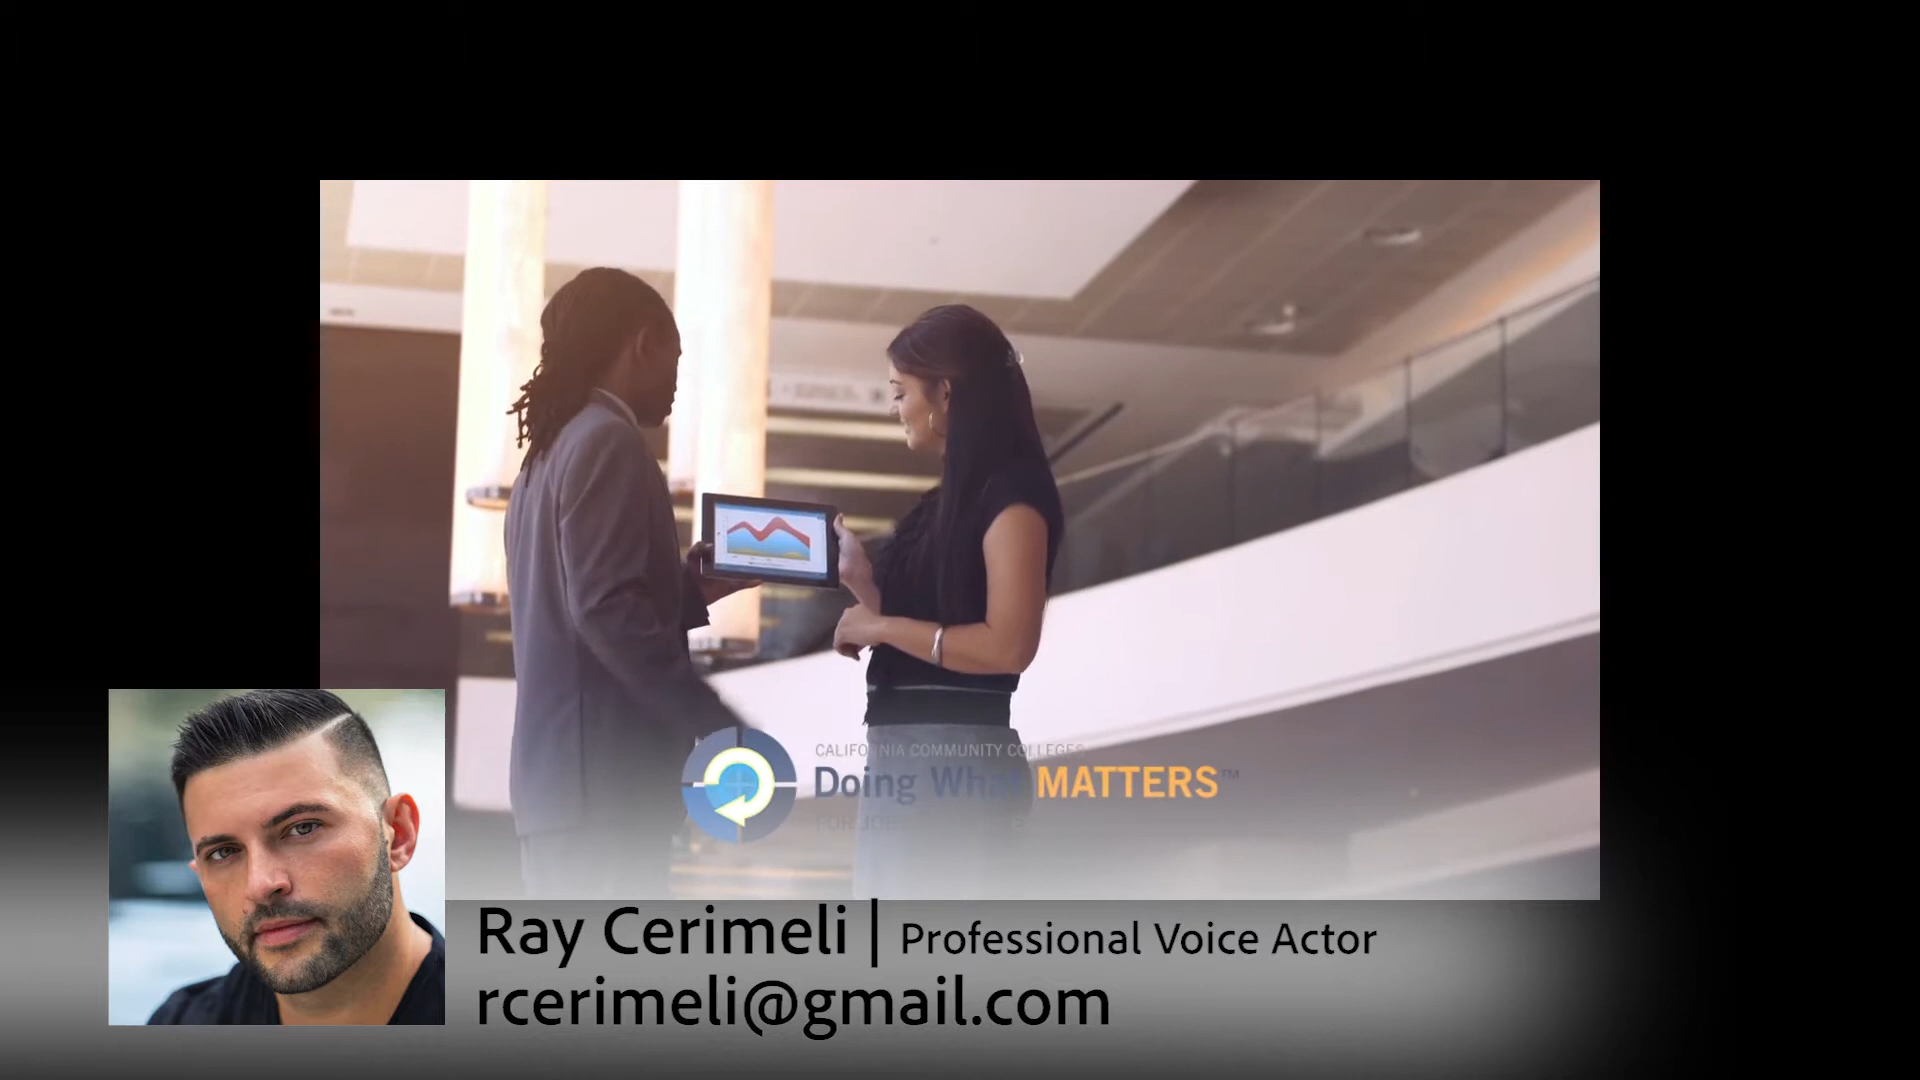 CALIFORNIA COMMUNITY COLLEGES
Doing What MATTERS™
Ray Cerimeli | Professional Voice Actor
rcerimeli@gmail.com